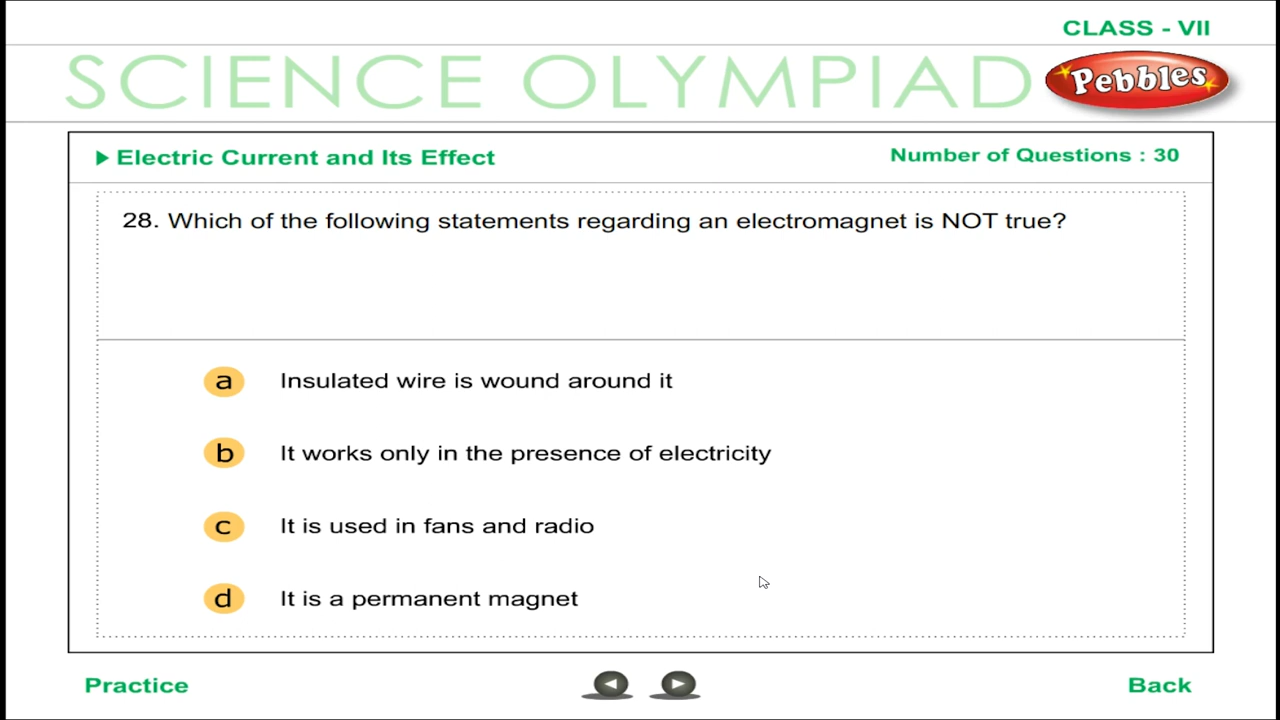 CLASS - VII
SCIENCE OLYMPIAD
Pebbles
Electric Current and Its Effect
Number of Questions : 30
28. Which of the following statements regarding an electromagnet is NOT true?
a Insulated wire is wound around it
b It works only in the presence of electricity
c It is used in fans and radio
d It is a permanent magnet
Practice
Back